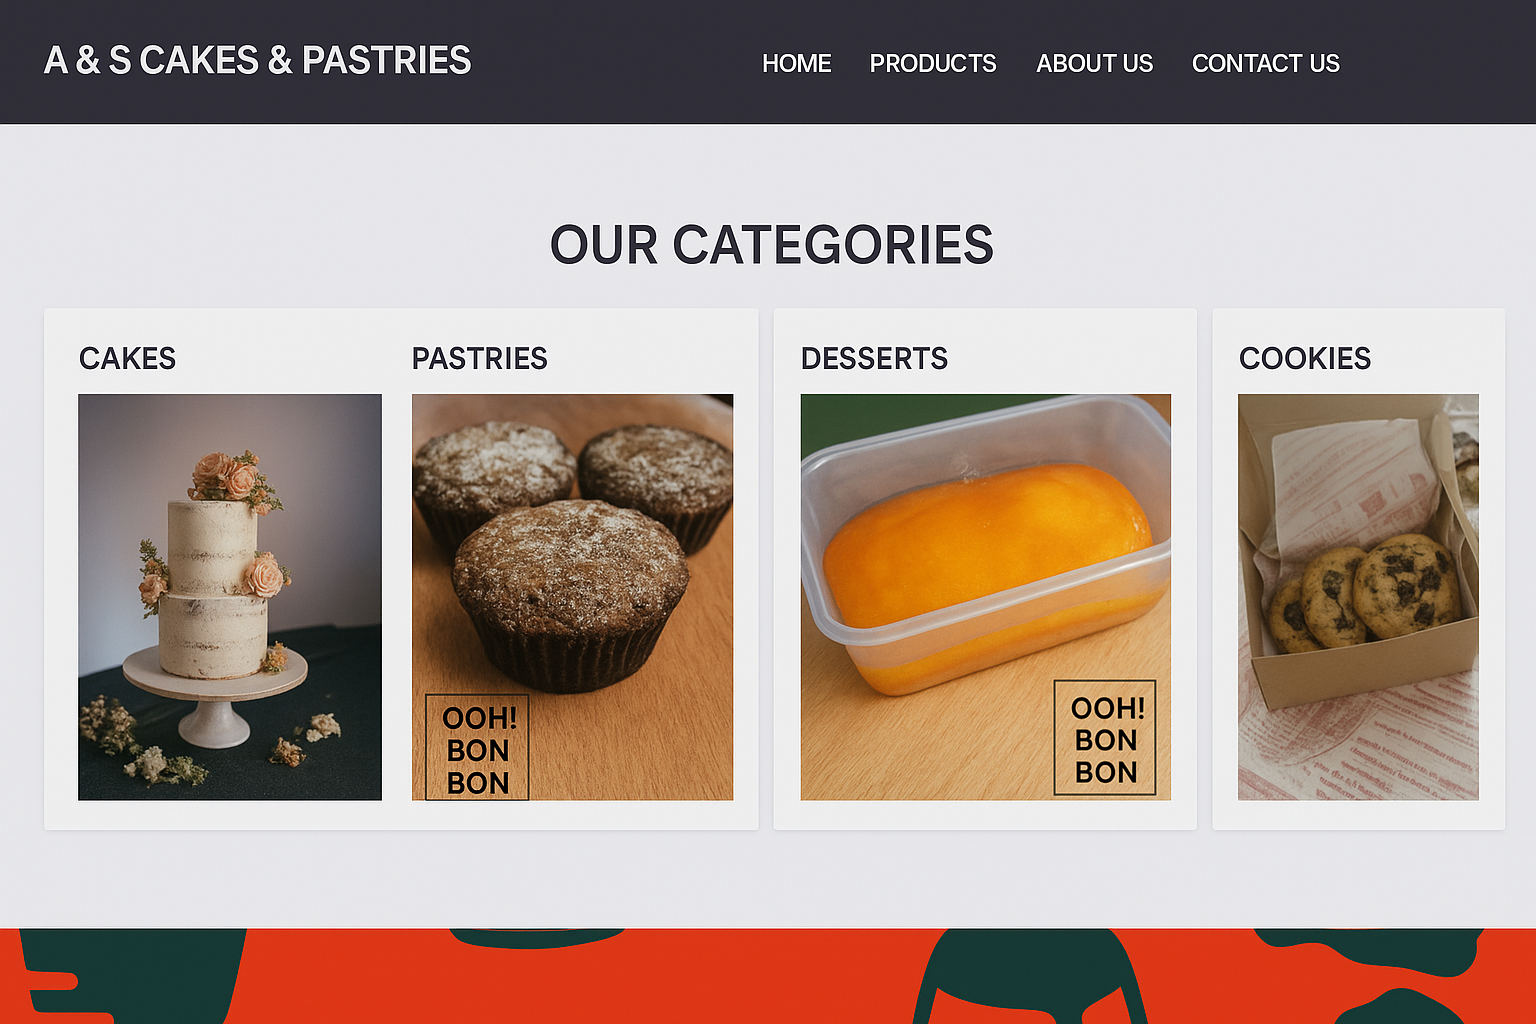 A & S CAKES & PASTRIES
HOME PRODUCTS ABOUT US CONTACT US
OUR CATEGORIES
CAKES
PASTRIES
DESSERTS
COOKIES
OOH!
BON
BON
OOH!
BON
BON